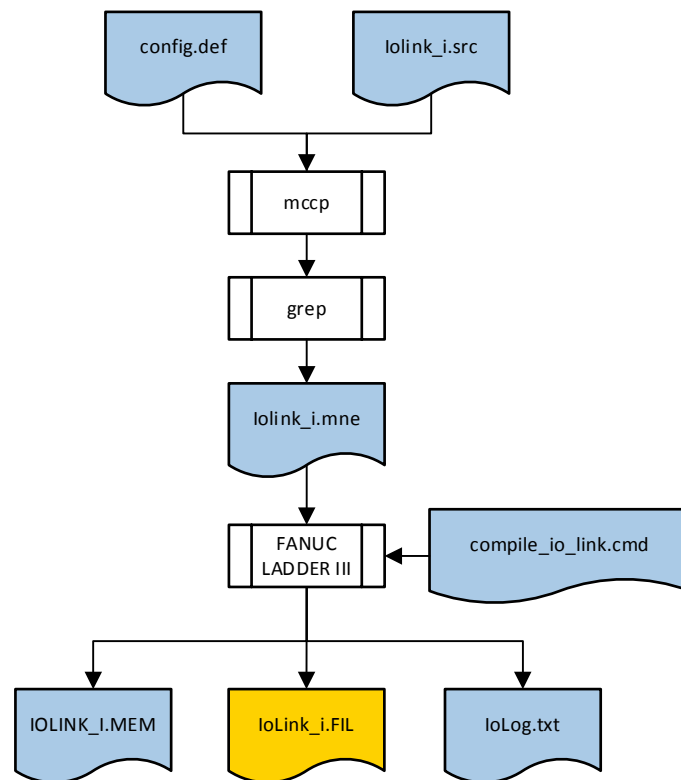 config.def
Iolink_i.src
mccp
grep
Iolink_i.mne
FANUC
LADDER III
compile_io_link.cmd
IOLINK_I.MEM
IoLink_i.FIL
IoLog.txt